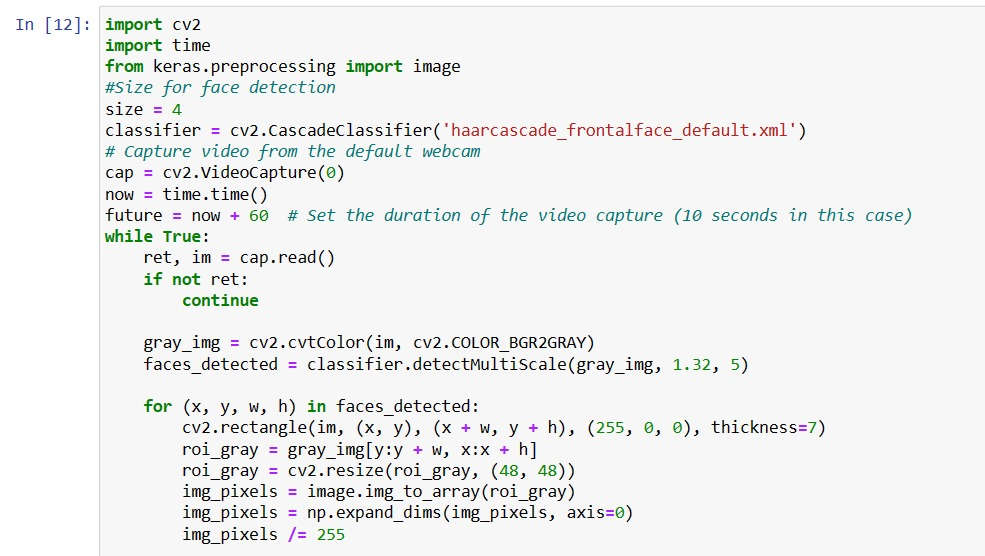 In [12]: import cv2
import time
from keras.preprocessing import image
#Size for face detection
size = 4
classifier = cv2.CascadeClassifier('haarcascade_frontalface_default.xml')
# Capture video from the default webcam
cap = cv2.VideoCapture(0)
now = time.time()
future = now + 60  # Set the duration of the video capture (10 seconds in this case)
while True:
    ret, im = cap.read()
    if not ret:
        continue

    gray_img = cv2.cvtColor(im, cv2.COLOR_BGR2GRAY)
    faces_detected = classifier.detectMultiScale(gray_img, 1.32, 5)

    for (x, y, w, h) in faces_detected:
        cv2.rectangle(im, (x, y), (x + w, y + h), (255, 0, 0), thickness=7)
        roi_gray = gray_img[y:y + w, x:x + h]
        roi_gray = cv2.resize(roi_gray, (48, 48))
        img_pixels = image.img_to_array(roi_gray)
        img_pixels = np.expand_dims(img_pixels, axis=0)
        img_pixels /= 255